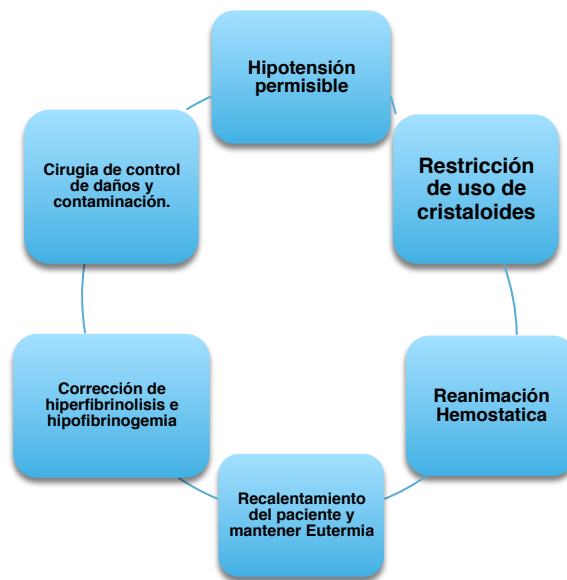 Hipotensión
permisible
Restricción
de uso de
cristaloides
Reanimación
Hemostatica
Recalentamiento
del paciente y
mantener Eutermia
Corrección de
hiperfibrinolisis e
hipofibrinogemia
Cirugia de control
de daños y
contaminación.